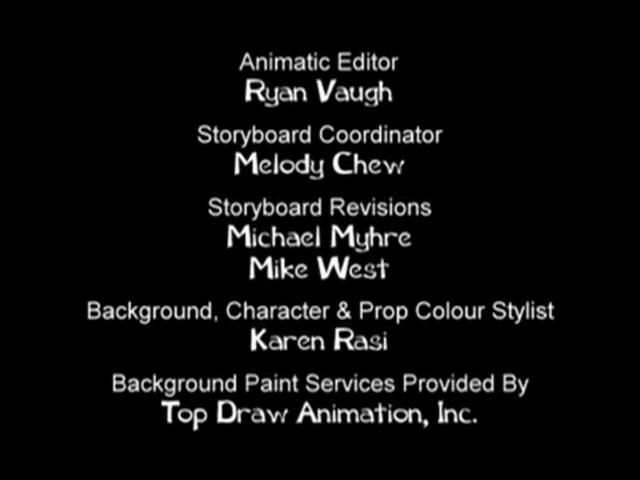 Animatic Editor
Ryan Vaugh
Storyboard Coordinator
Melody Chew
Storyboard Revisions
Michael Myhre
Mike West
Background, Character & Prop Colour Stylist
Karen Rasi
Background Paint Services Provided By
Top Draw Animation, Inc.